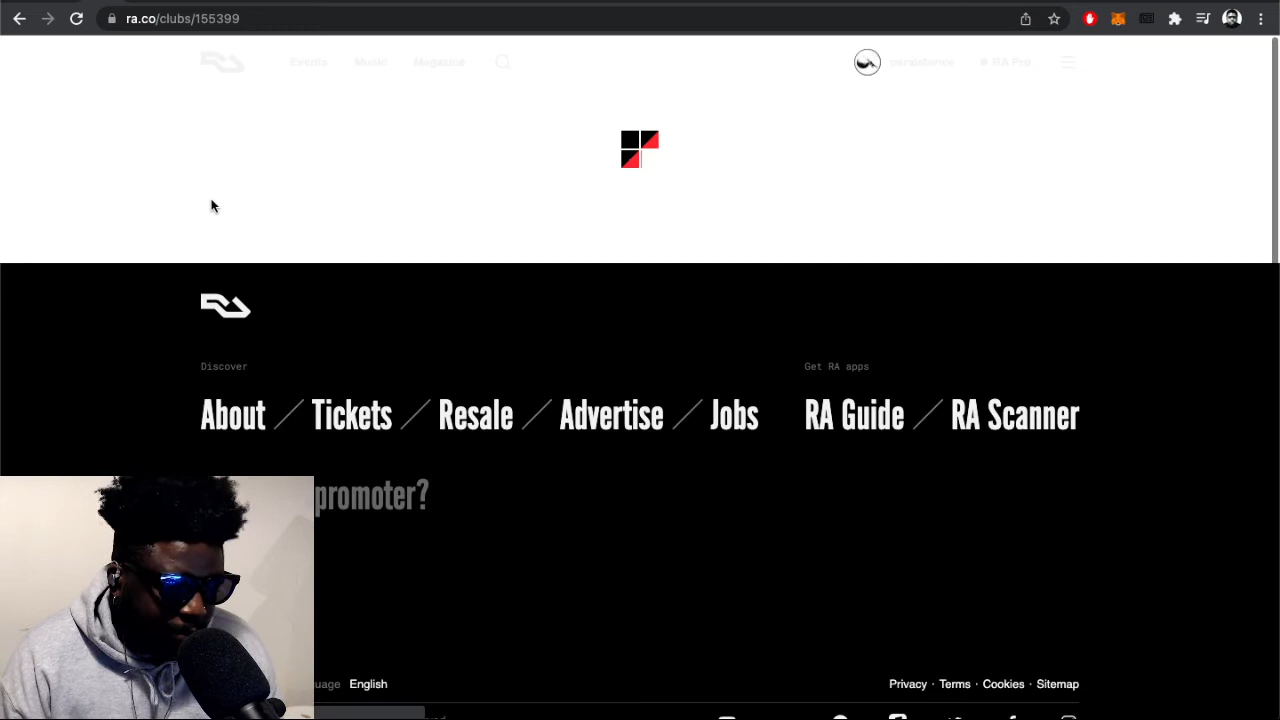 ra.co/clubs/155399
Events Music Magazine RA Pro
Discover
Get RA apps
About / Tickets / Resale / Advertise / Jobs
RA Guide / RA Scanner
promoter?
uage English
Privacy · Terms · Cookies · Sitemap